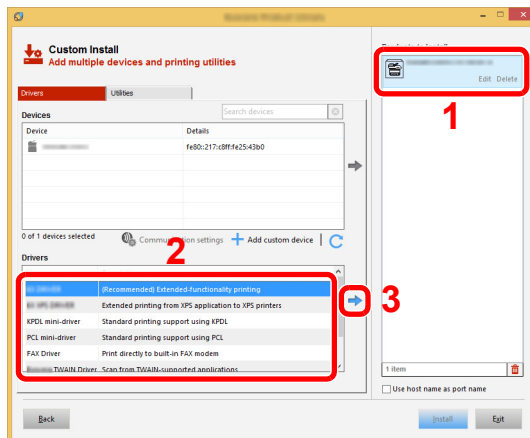 Custom Install
Add multiple devices and printing utilities
Drivers
Utilities
Devices
Search devices
Device
Details
fe80::217:c8ff:fe25:43b0
0 of 1 devices selected
settings
Add custom device
Drivers
(Recommended) Extended-functionality printing
Extended printing from XPS application to XPS printers
KPDL mini-driver
Standard printing support using KPDL
PCL mini-driver
Standard printing support using PCL
FAX Driver
Print directly to built-in FAX modem
TWAIN Driver
Scan from TWAIN-supported applications
Edit Delete
1
2
3
1 item
Use host name as port name
Back
Install
Exit